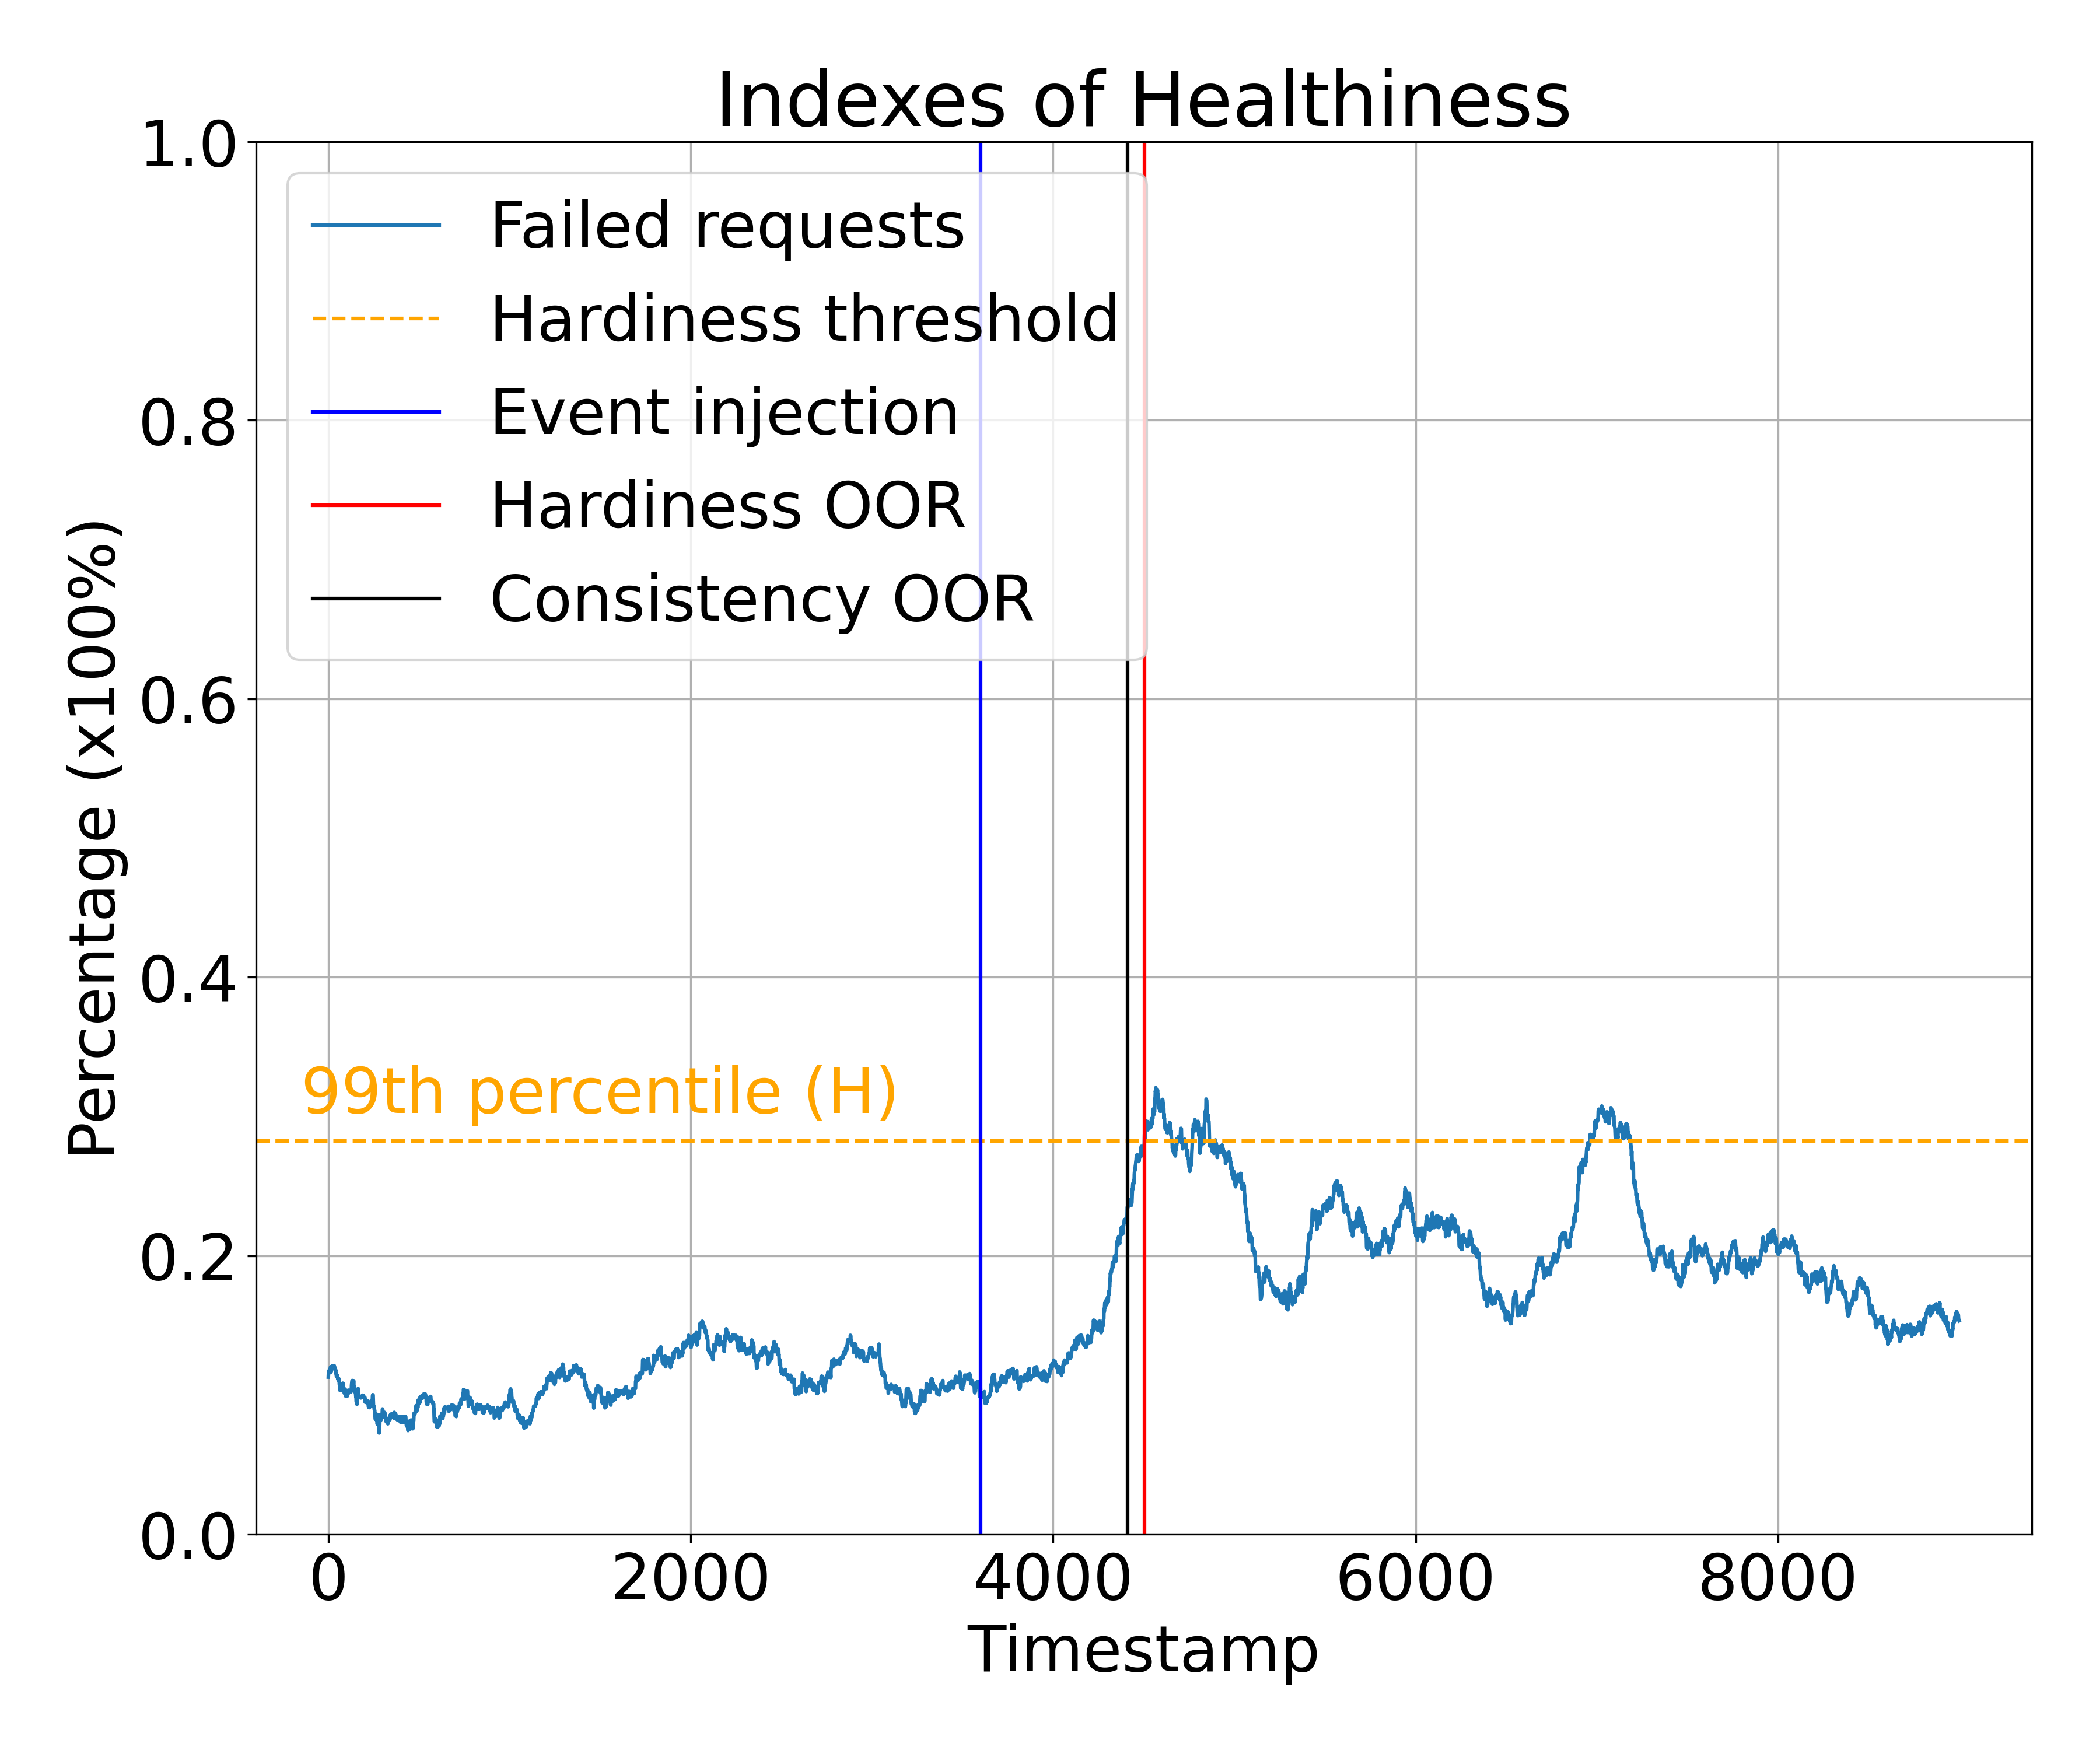 Indexes of Healthiness
Percentage (x100%)
1.0
0.8
0.6
0.4
0.2
0.0
Failed requests
Hardiness threshold
Event injection
Hardiness OOR
Consistency OOR
99th percentile (H)
0 2000 4000 6000 8000
Timestamp